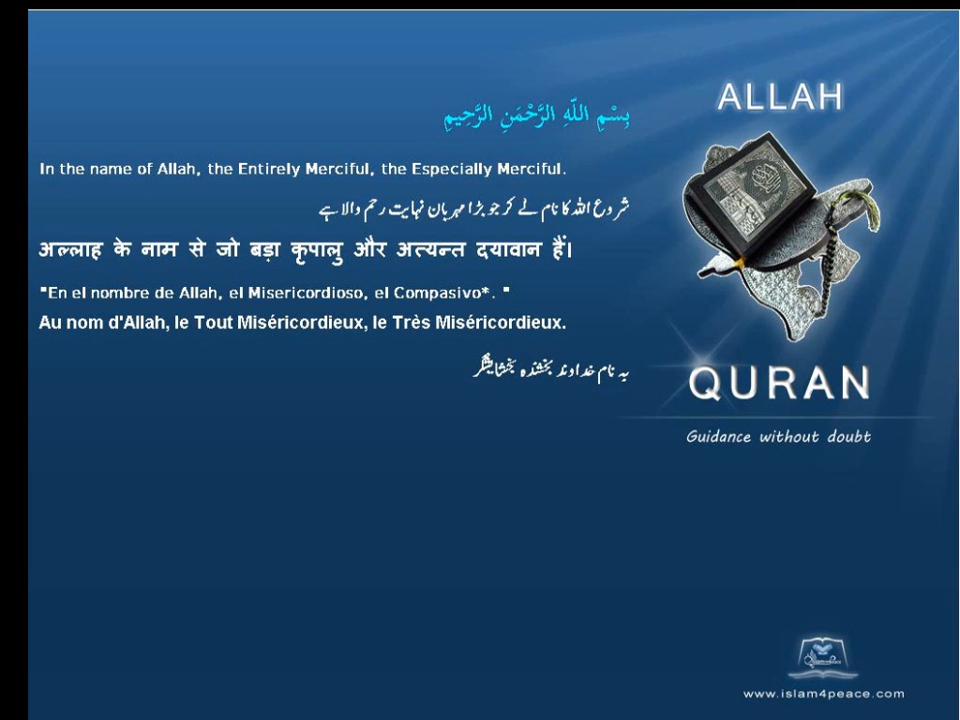 بِسْمِ اللَّهِ الرَّحْمَنِ الرَّحِيمِ
In the name of Allah, the Entirely Merciful, the Especially Merciful.
شروع اللہ کا نام لے کر جو بڑا مہربان نہایت رحم والا ہے
अल्लाह के नाम से जो बड़ा कृपालु और अत्यन्त दयावान हैं।
"En el nombre de Allah, el Misericordioso, el Compasivo*. "
Au nom d'Allah, le Tout Miséricordieux, le Très Miséricordieux.
به نام خداوند بخشنده بخشایشگر
ALLAH
QURAN
Guidance without doubt
www.islam4peace.com